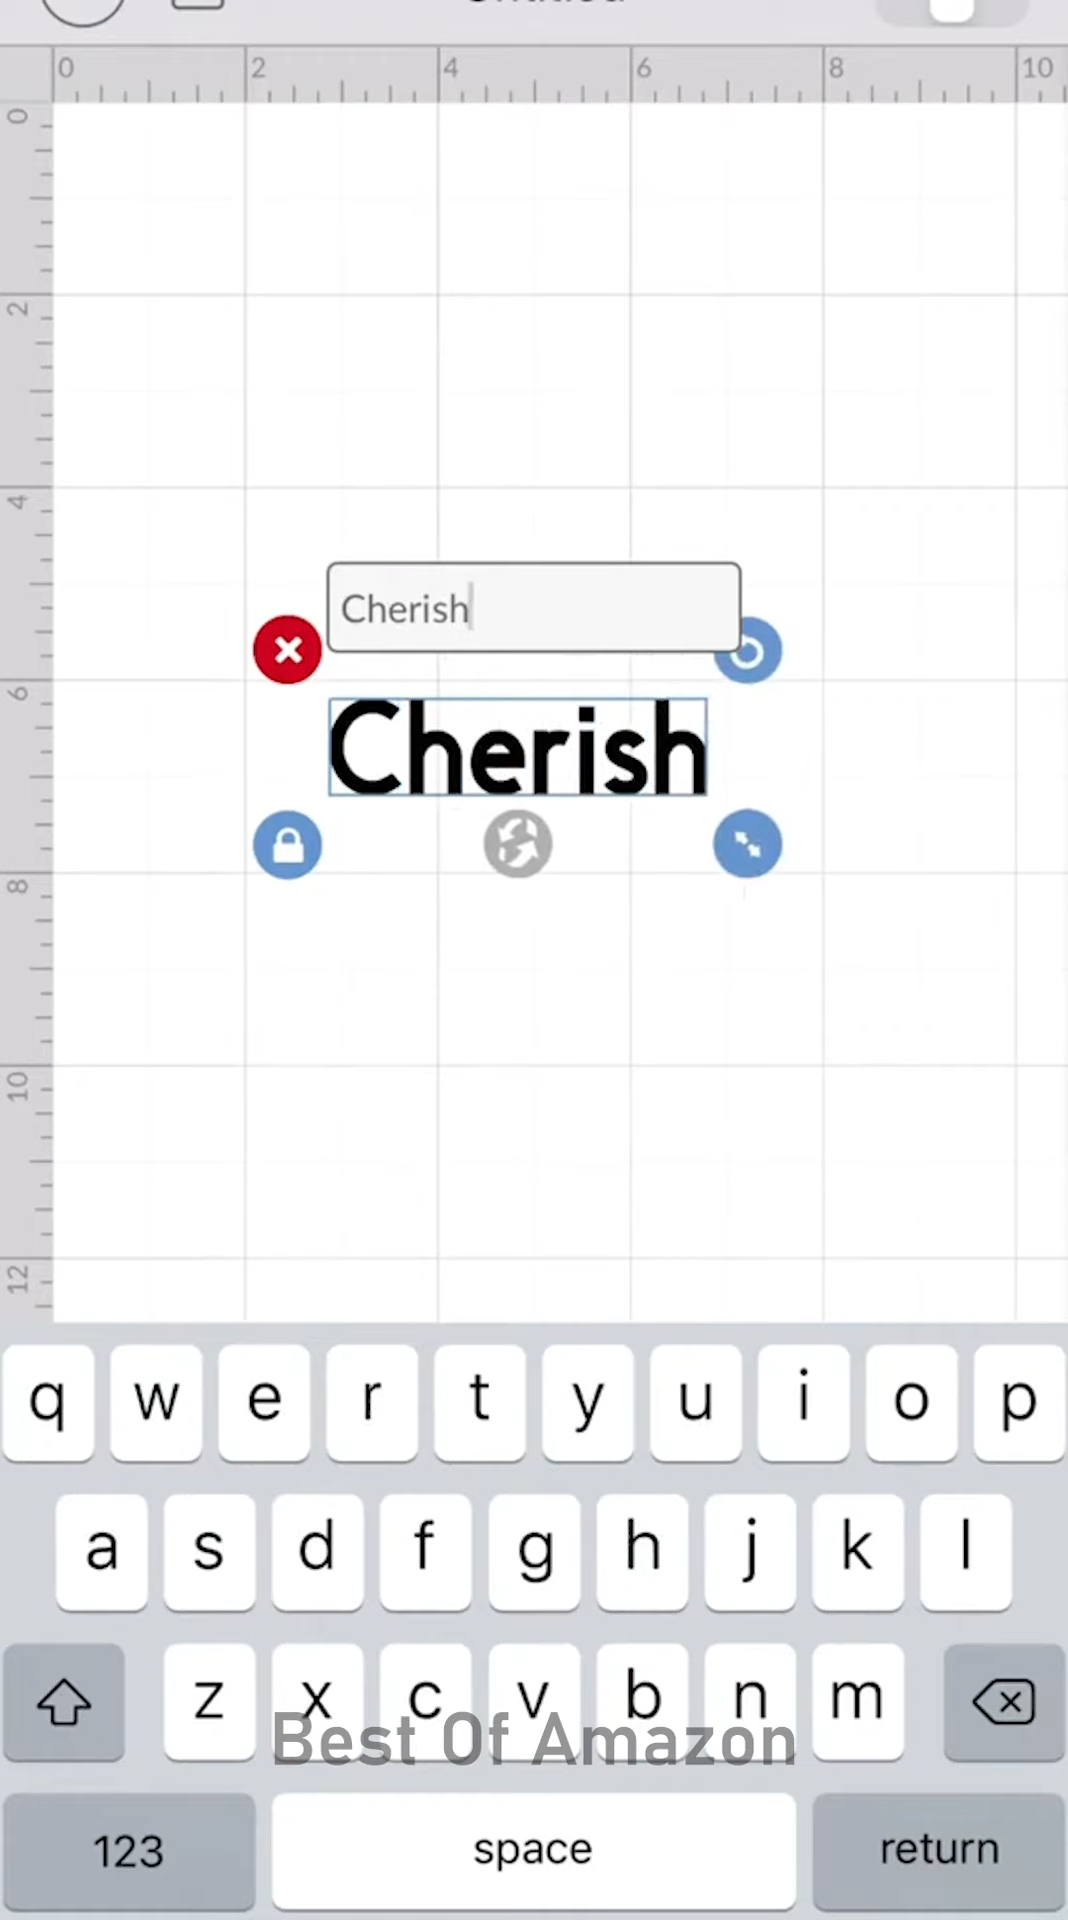 Untitled
0 2 4 6 8 10
0
2
4
Cherish
6
Cherish
8
10
12
q w e r t y u i o p
a s d f g h j k l
z x c v b n m
Best Of Amazon
123 space return